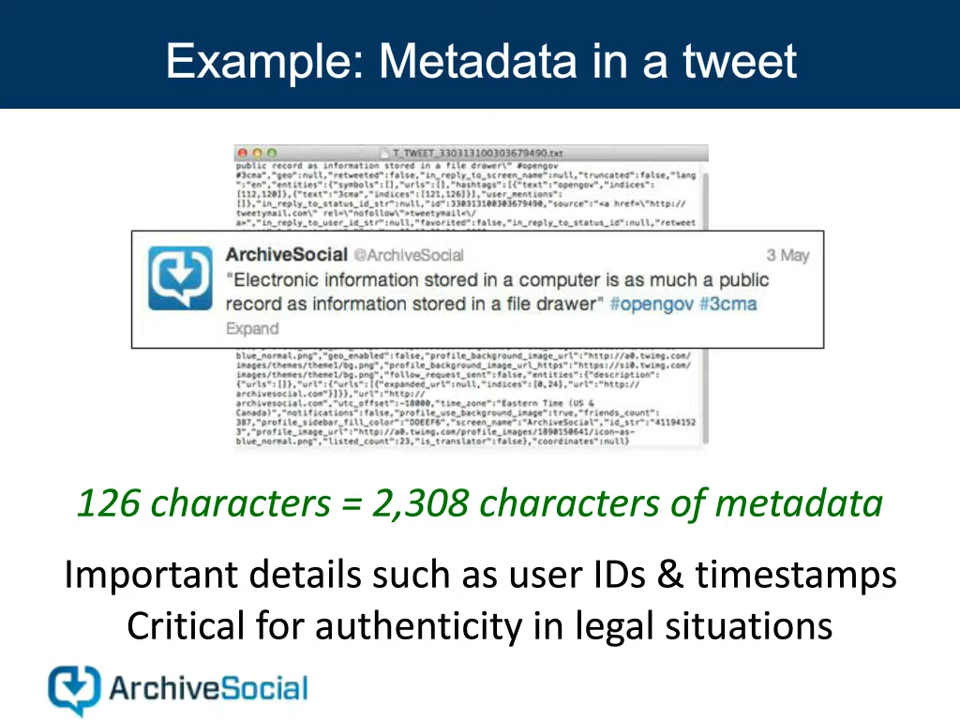 Example: Metadata in a tweet
T_TWEET_330313100303679490.txt
public record as information stored in a file drawer\" #opengov
#3cma","geo":null,"retweeted":false,"in_reply_to_screen_name":null,"truncated":false,"lang
":"en","entities":{"symbols":[],"urls":[],"hashtags":[{"text":"opengov","indices":
[112,120]},{"text":"3cma","indices":[121,126]}],"user_mentions":
[]},"in_reply_to_status_id_str":null,"id":330313100303679490,"source":"<a href=\"http://
tweetymail.com\" rel=\"nofollow\">tweetymail<\/
a>","in_reply_to_user_id_str":null,"favorited":false,"in_reply_to_status_id":null,"retweet
ArchiveSocial @ArchiveSocial 3 May
"Electronic information stored in a computer is as much a public
record as information stored in a file drawer" #opengov #3cma
Expand
blue_normal.png","geo_enabled":false,"profile_background_image_url":"http://a0.twimg.com/
images/themes/theme1/bg.png","profile_background_image_url_https":"https://si0.twimg.com/
images/themes/theme1/bg.png","follow_request_sent":false,"entities":{"description":
{"urls":[]},"url":{"urls":[{"expanded_url":null,"indices":[0,24],"url":"http://
archivesocial.com"}]}},"url":"http://
archivesocial.com","utc_offset":-18000,"time_zone":"Eastern Time (US &
Canada)","notifications":false,"profile_use_background_image":true,"friends_count":
387,"profile_sidebar_fill_color":"DDEEF6","screen_name":"ArchiveSocial","id_str":"41194152
3","profile_image_url":"http://a0.twimg.com/profile_images/1890150641/icon-as-
blue_normal.png","listed_count":23,"is_translator":false},"coordinates":null}
126 characters = 2,308 characters of metadata
Important details such as user IDs & timestamps
Critical for authenticity in legal situations
ArchiveSocial